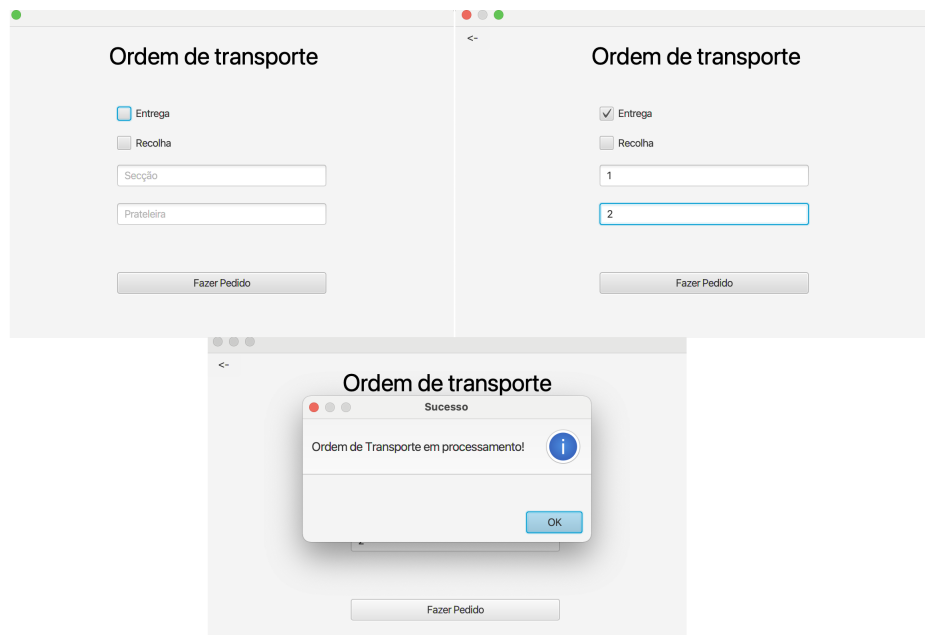 Ordem de transporte
Entrega
Recolha
Secção
Prateleira
Fazer Pedido
<-
Ordem de transporte
Entrega
Recolha
1
2
Fazer Pedido
<-
Ordem de transporte
Sucesso
Ordem de Transporte em processamento!
i
OK
Fazer Pedido